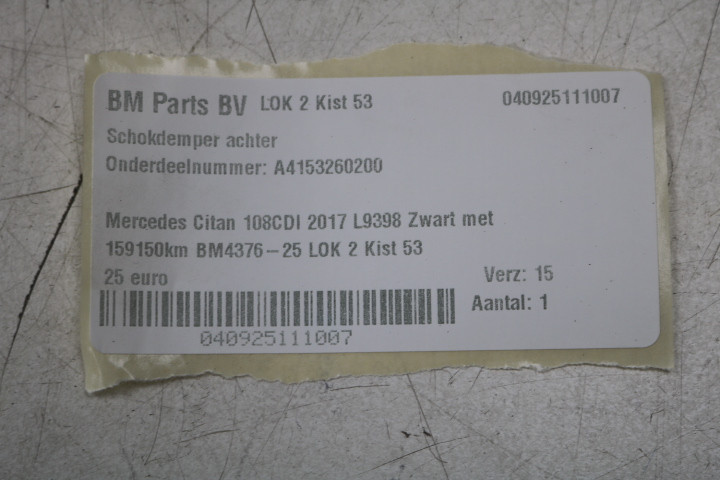 BM Parts BV LOK 2 Kist 53 040925111007
Schokdemper achter
Onderdeelnummer: A4153260200
Mercedes Citan 108CDI 2017 L9398 Zwart met
159150km BM4376-25 LOK 2 Kist 53
25 euro Verz: 15
Aantal: 1
040925111007